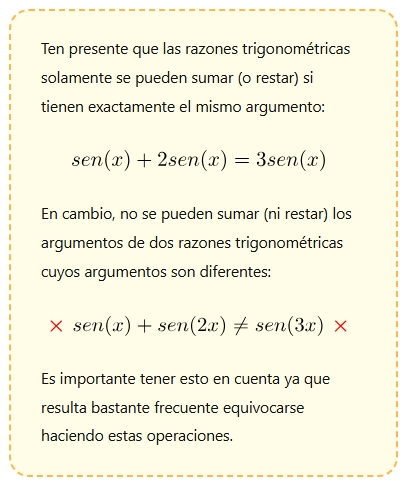 Ten presente que las razones trigonométricas
solamente se pueden sumar (o restar) si
tienen exactamente el mismo argumento:
sen(x) + 2sen(x) = 3sen(x)
En cambio, no se pueden sumar (ni restar) los
argumentos de dos razones trigonométricas
cuyos argumentos son diferentes:
× sen(x) + sen(2x) ≠ sen(3x) ×
Es importante tener esto en cuenta ya que
resulta bastante frecuente equivocarse
haciendo estas operaciones.